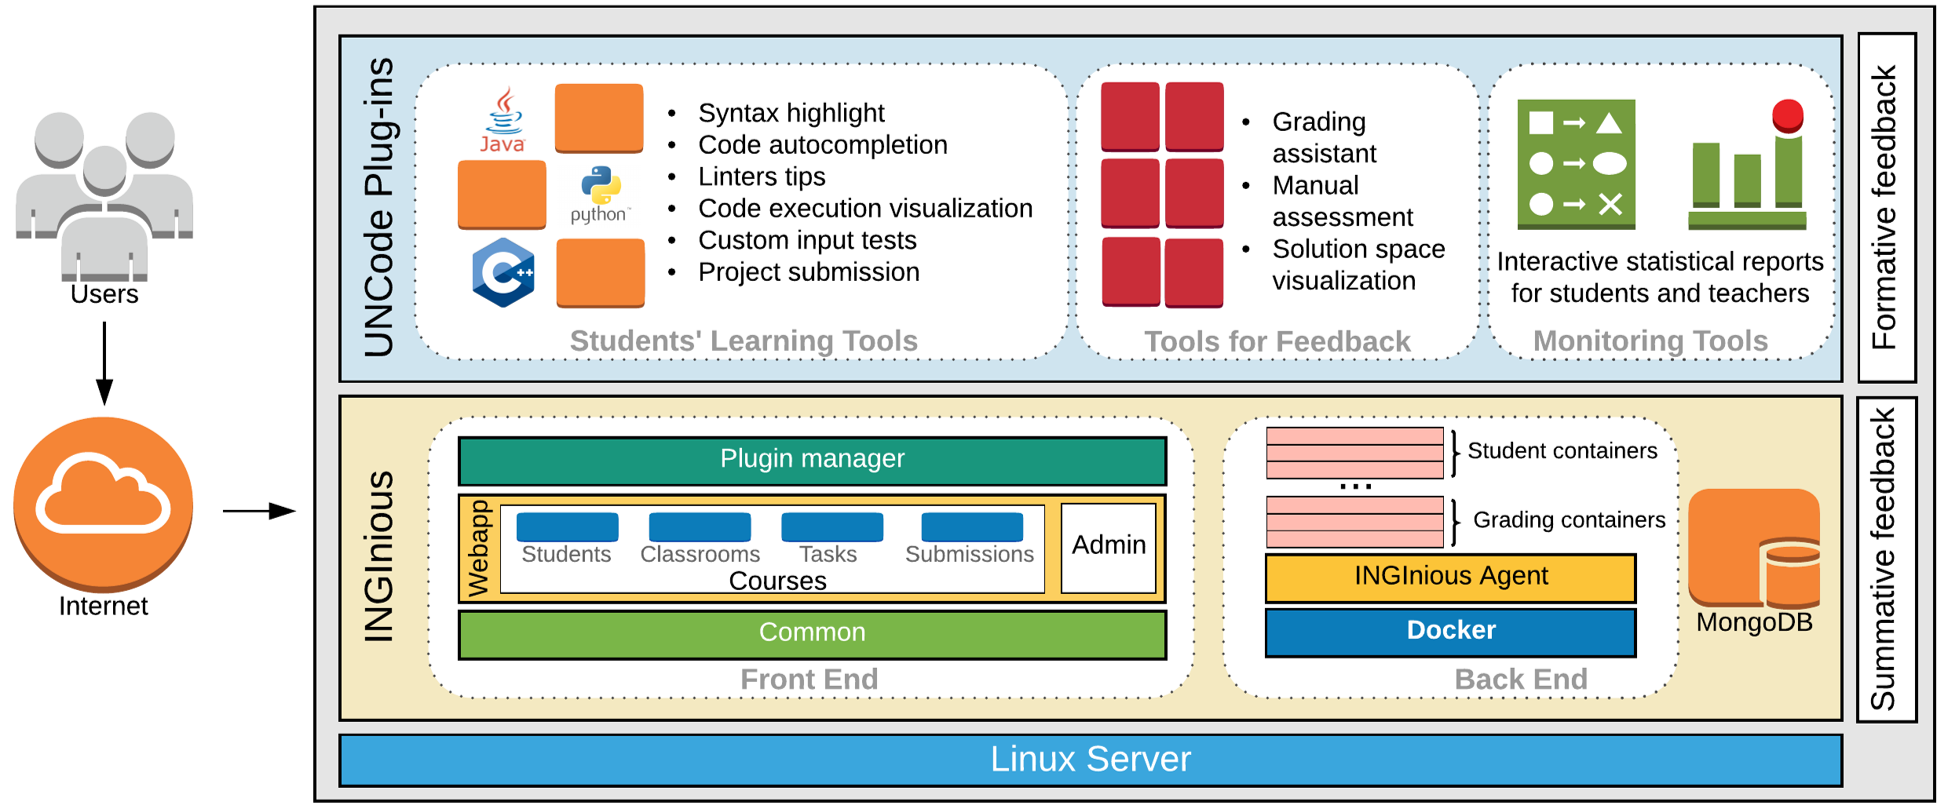 Users
Internet
UNCode Plug-ins
Java
python
C++
• Syntax highlight
• Code autocompletion
• Linters tips
• Code execution visualization
• Custom input tests
• Project submission
Students' Learning Tools
• Grading
assistant
• Manual
assessment
• Solution space
visualization
Tools for Feedback
Interactive statistical reports
for students and teachers
Monitoring Tools
Formative feedback
INGInious
Plugin manager
Webapp
Students
Classrooms
Tasks
Submissions
Courses
Admin
Common
Front End
Student containers
...
Grading containers
INGInious Agent
Docker
Back End
MongoDB
Summative feedback
Linux Server